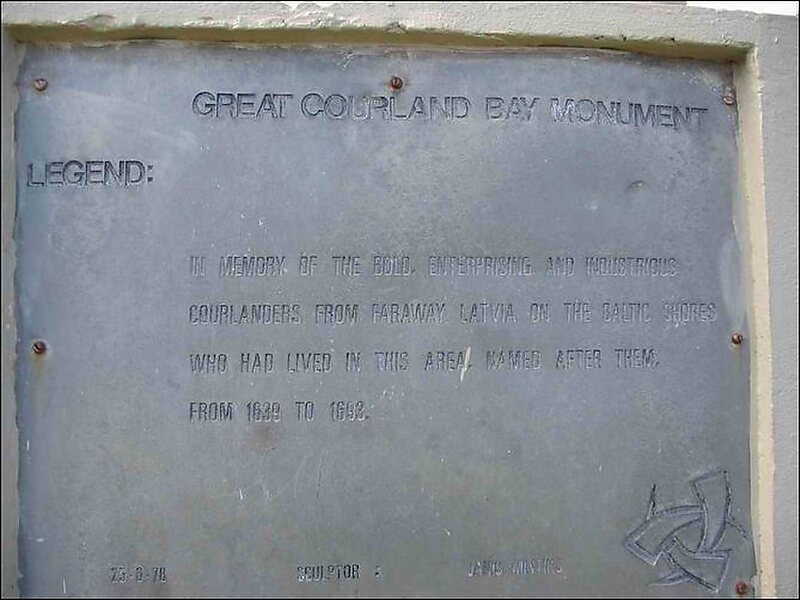 GREAT COURLAND BAY MONUMENT
LEGEND:
IN MEMORY OF THE BOLD, ENTERPRISING AND INDUSTRIOUS
COURLANDERS FROM FARAWAY LATVIA ON THE BALTIC SHORES
WHO HAD LIVED IN THIS AREA, NAMED AFTER THEM,
FROM 1639 TO 1693.
SCULPTOR :